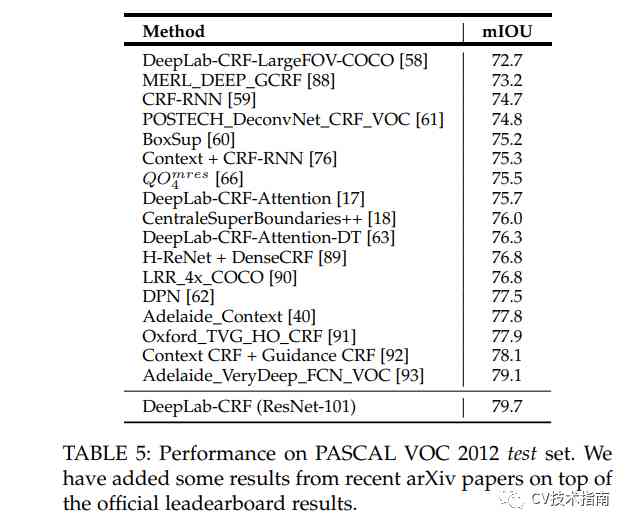 Method mIOU
DeepLab-CRF-LargeFOV-COCO [58] 72.7
MERL_DEEP_GCRF [88] 73.2
CRF-RNN [59] 74.7
POSTECH_DeconvNet_CRF_VOC [61] 74.8
BoxSup [60] 75.2
Context + CRF-RNN [76] 75.3
QO₄ᵐʳᵉˢ [66] 75.5
DeepLab-CRF-Attention [17] 75.7
CentraleSuperBoundaries++ [18] 76.0
DeepLab-CRF-Attention-DT [63] 76.3
H-ReNet + DenseCRF [89] 76.8
LRR_4x_COCO [90] 76.8
DPN [62] 77.5
Adelaide_Context [40] 77.8
Oxford_TVG_HO_CRF [91] 77.9
Context CRF + Guidance CRF [92] 78.1
Adelaide_VeryDeep_FCN_VOC [93] 79.1
DeepLab-CRF (ResNet-101) 79.7
TABLE 5: Performance on PASCAL VOC 2012 test set. We
have added some results from recent arXiv papers on top of
the official leadearboard results.
CV技术指南